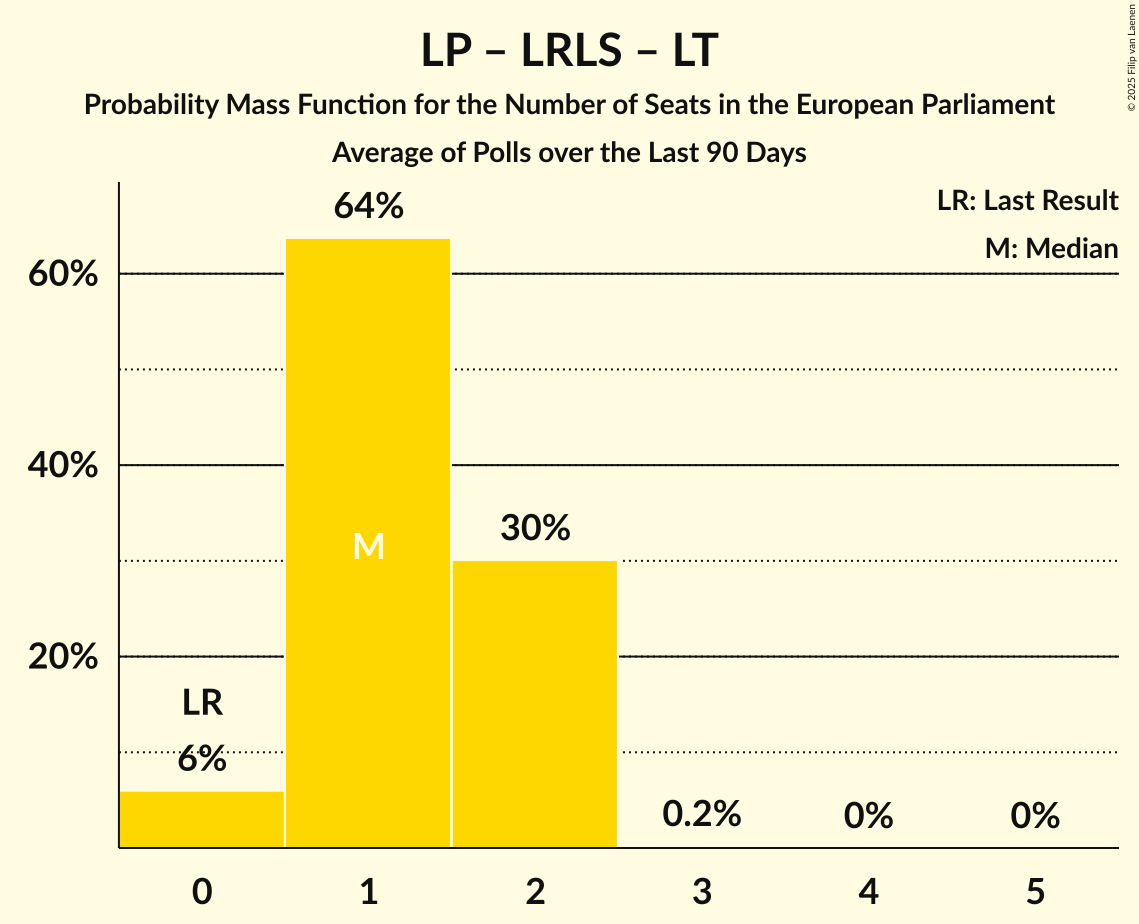 LP – LRLS – LT
Probability Mass Function for the Number of Seats in the European Parliament
Average of Polls over the Last 90 Days
© 2025 Filip van Laenen
LR: Last Result
M: Median
64%
60%
40%
30%
M
20%
LR
6%
0.2%
0%
0%
0 1 2 3 4 5